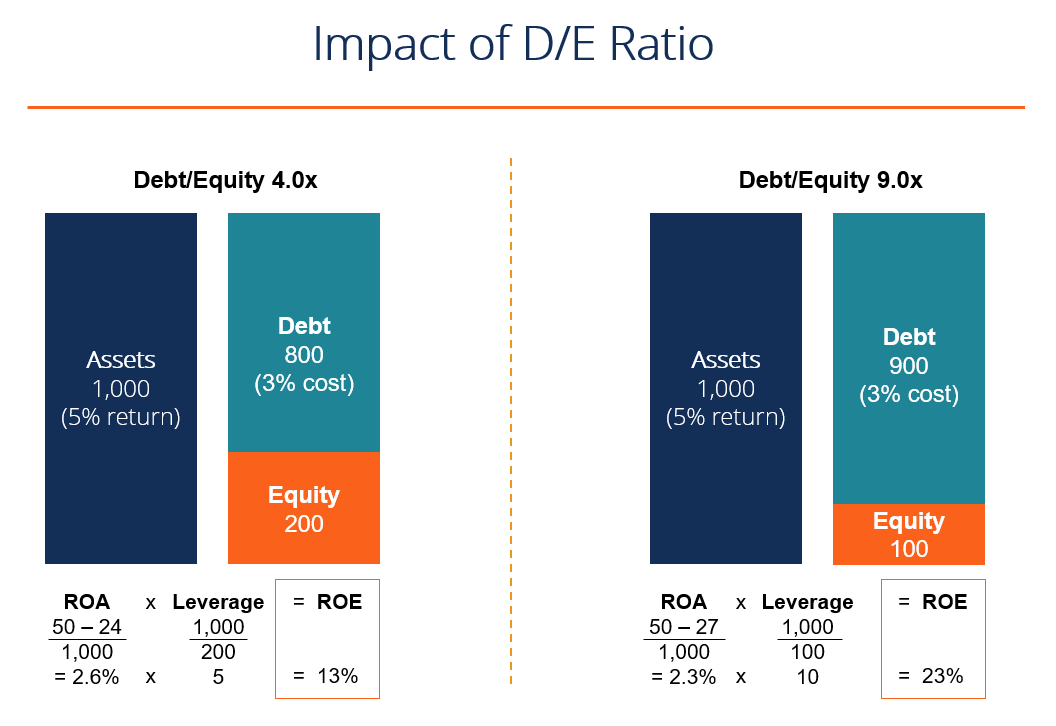 Impact of D/E Ratio
Debt/Equity 4.0x
Assets
1,000
(5% return)
Debt
800
(3% cost)
Equity
200
ROA x Leverage = ROE
50 – 24 1,000
1,000 200
= 2.6% x 5 = 13%
Debt/Equity 9.0x
Assets
1,000
(5% return)
Debt
900
(3% cost)
Equity
100
ROA x Leverage = ROE
50 – 27 1,000
1,000 100
= 2.3% x 10 = 23%